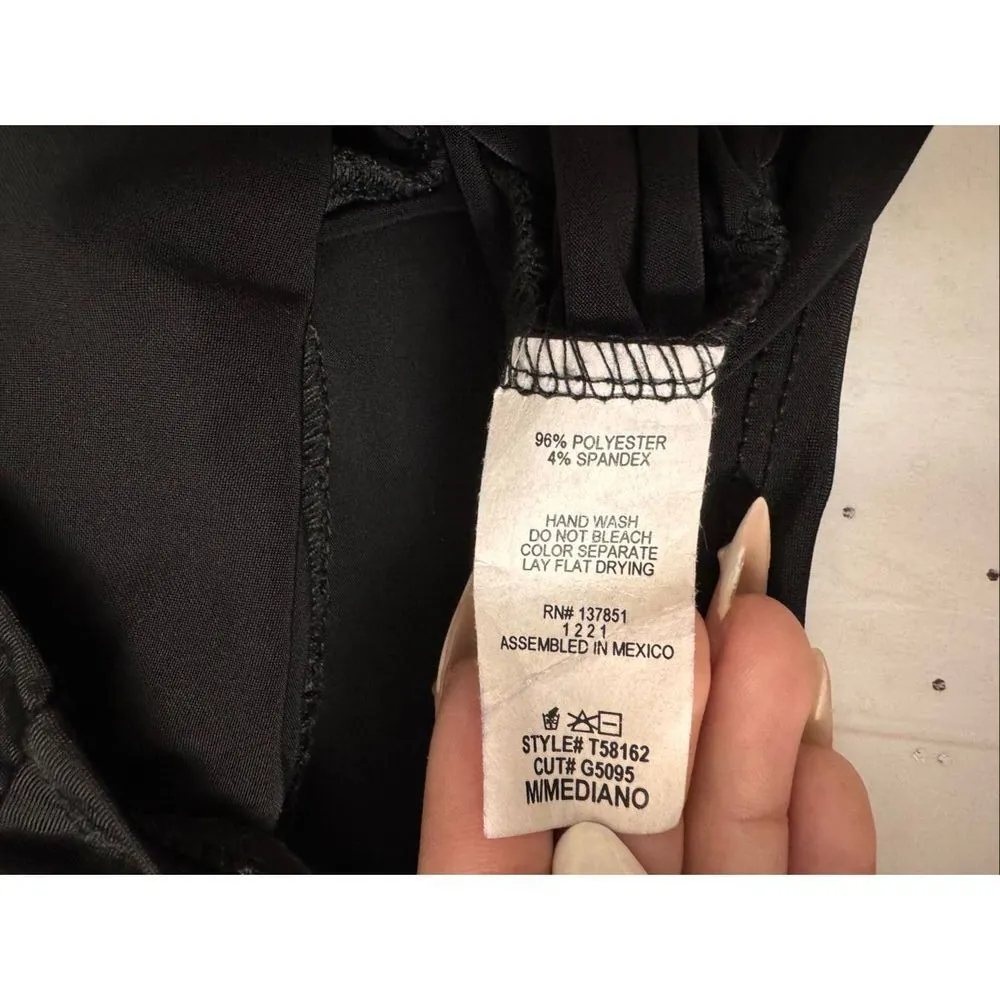 96% POLYESTER
4% SPANDEX
HAND WASH
DO NOT BLEACH
COLOR SEPARATE
LAY FLAT DRYING
RN# 137851
1221
ASSEMBLED IN MEXICO
STYLE# T58162
CUT# G5095
M/MEDIANO